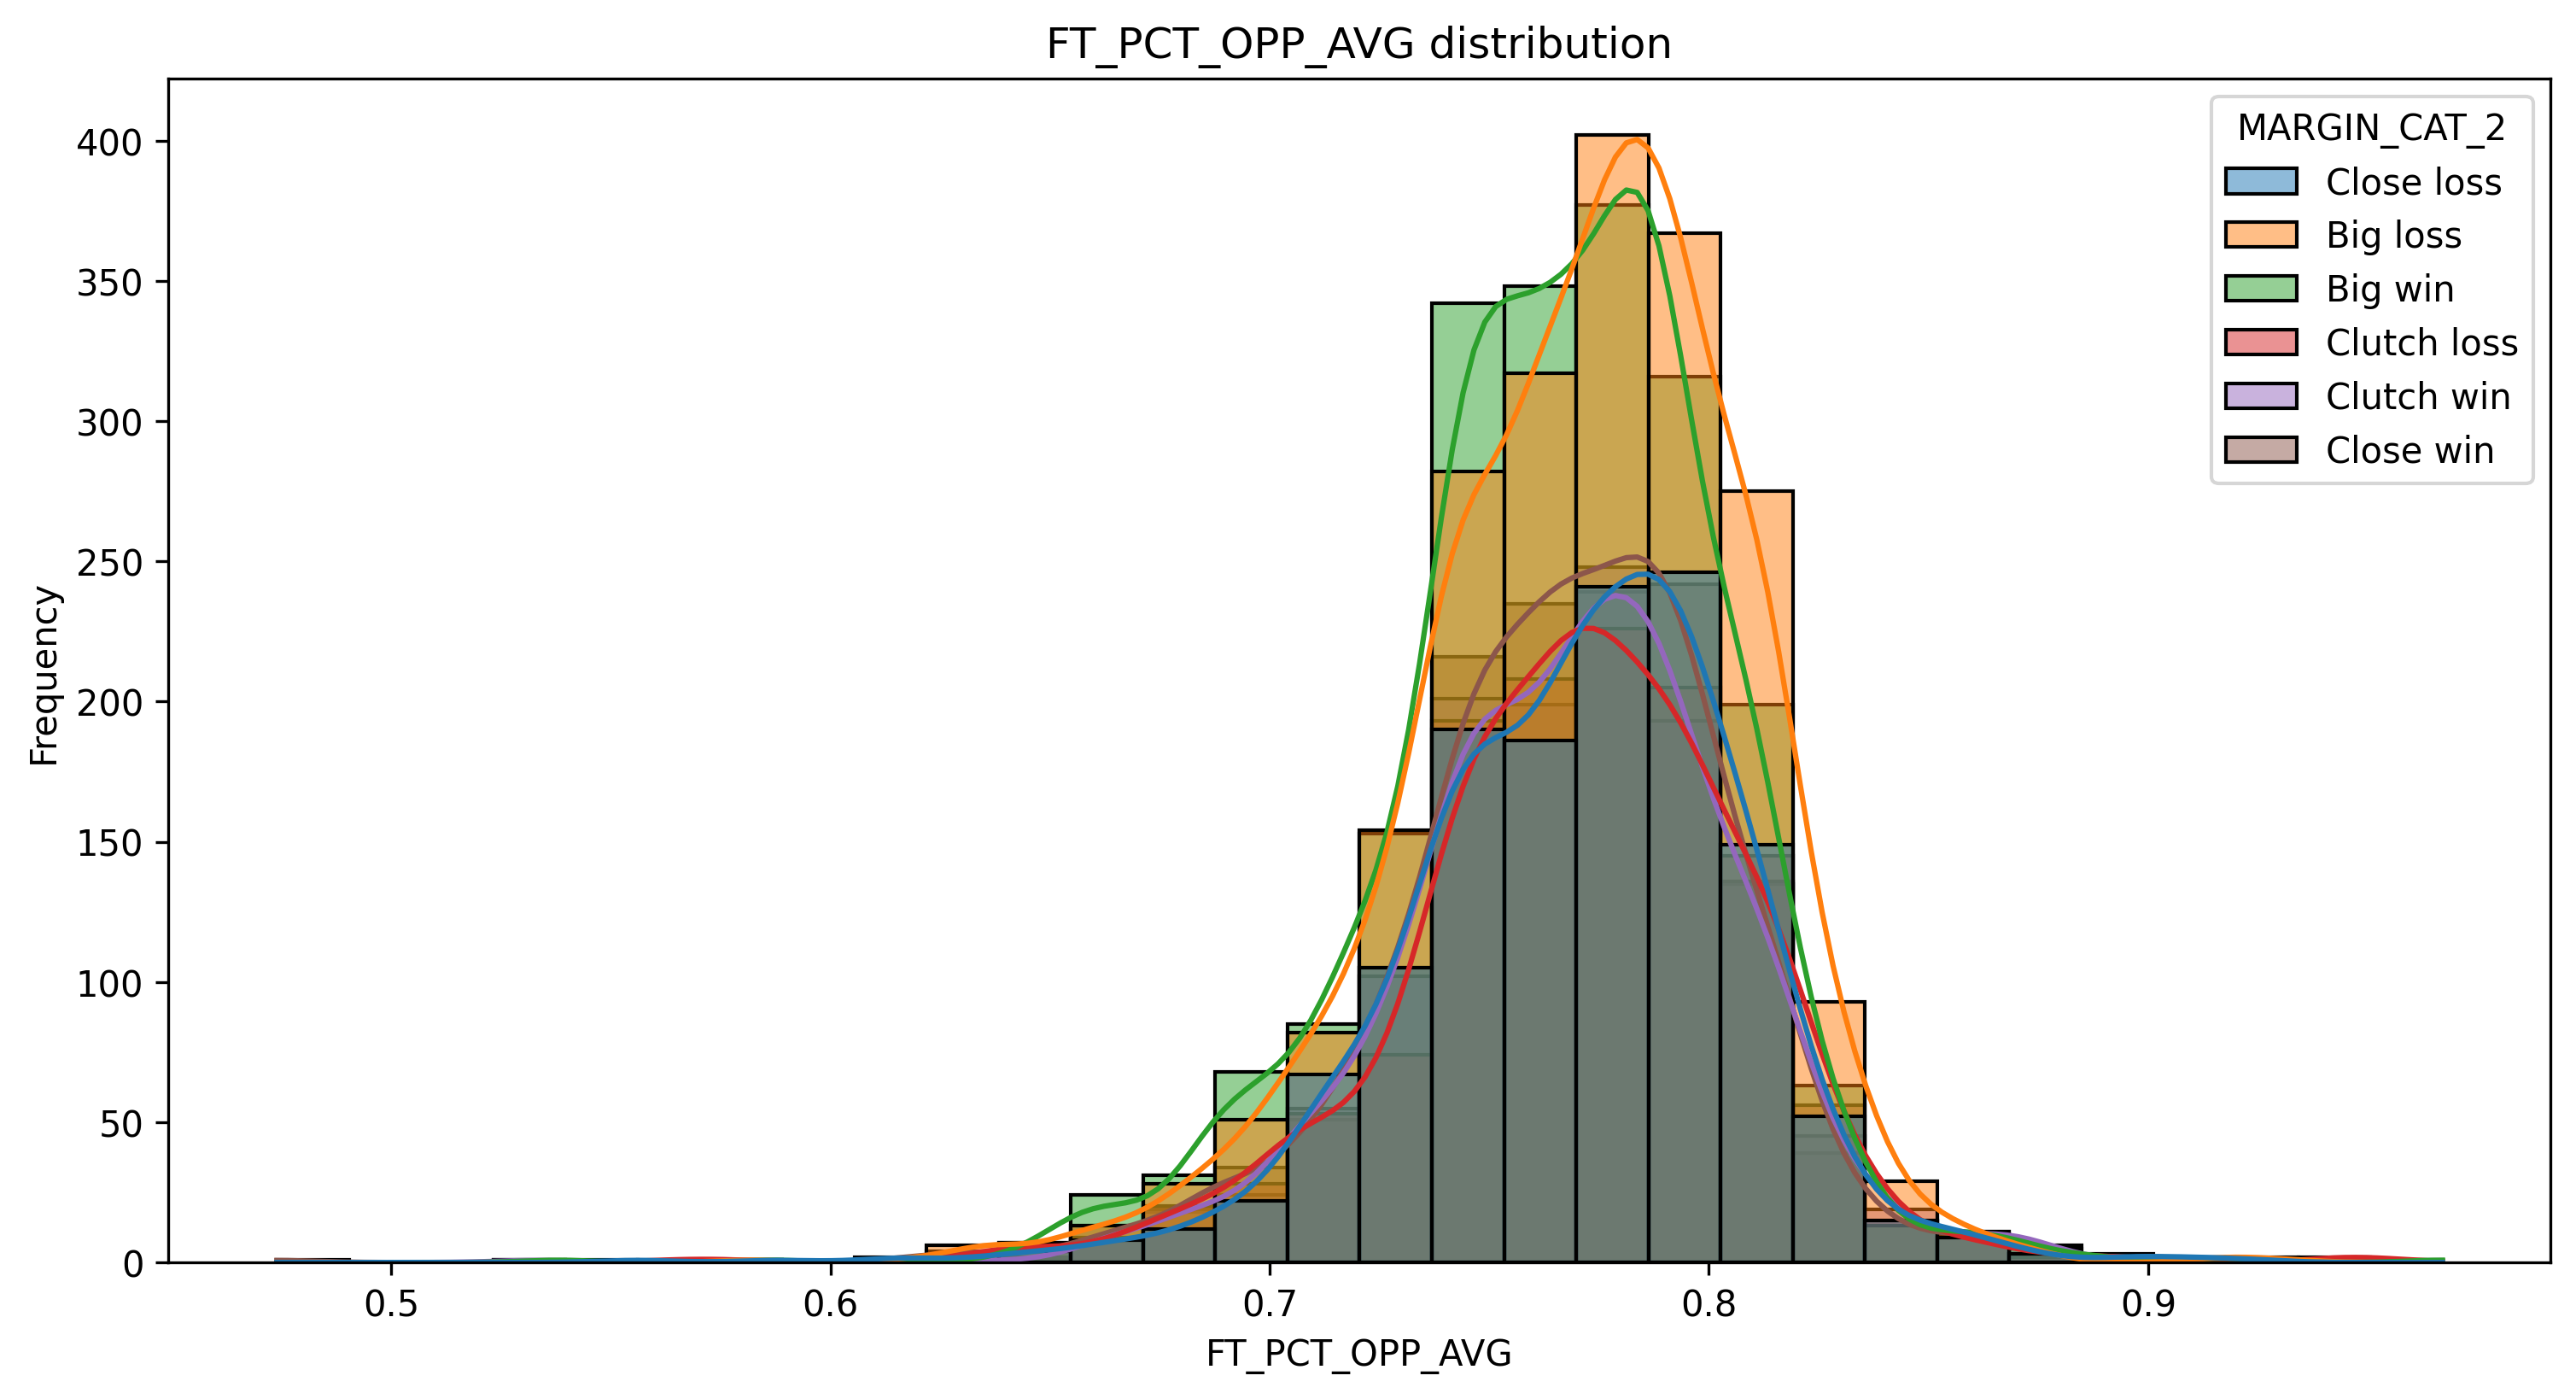 FT_PCT_OPP_AVG distribution
MARGIN_CAT_2
Close loss
Big loss
Big win
Clutch loss
Clutch win
Close win
Frequency
400
350
300
250
200
150
100
50
0
0.5 0.6 0.7 0.8 0.9
FT_PCT_OPP_AVG